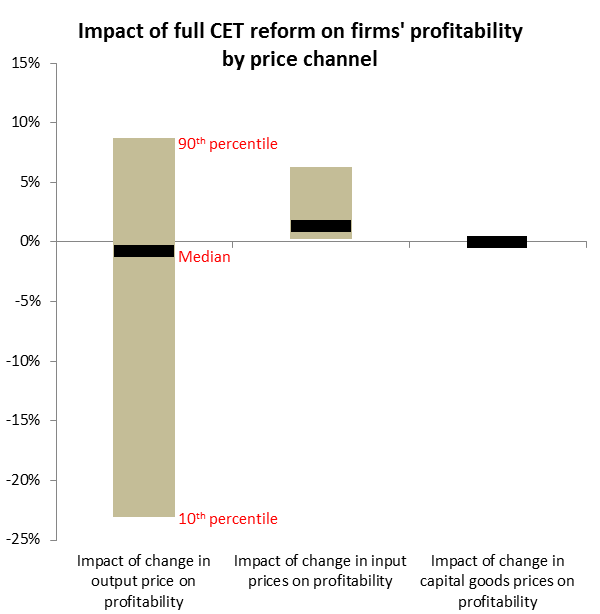 Impact of full CET reform on firms' profitability
by price channel
15%
10%
5%
0%
-5%
-10%
-15%
-20%
-25%
90th percentile
Median
10th percentile
Impact of change in
output price on
profitability
Impact of change in input
prices on profitability
Impact of change in
capital goods prices on
profitability